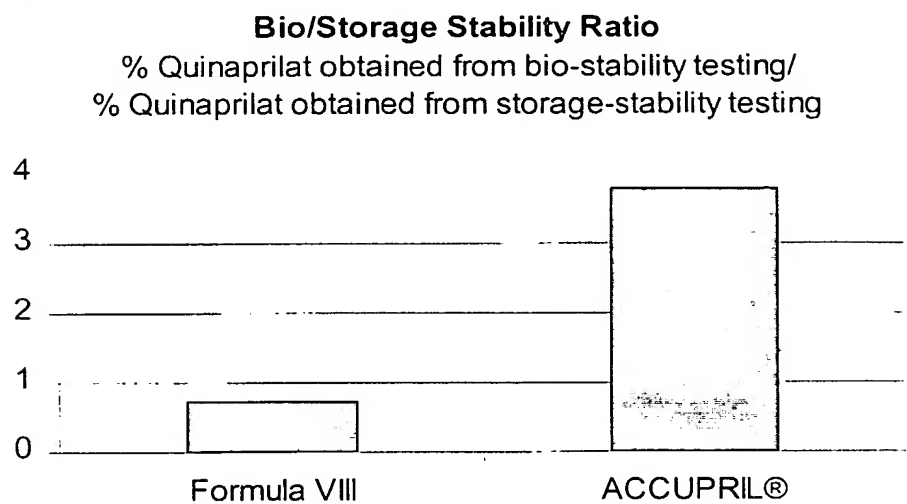 Bio/Storage Stability Ratio
% Quinaprilat obtained from bio-stability testing/
% Quinaprilat obtained from storage-stability testing
4
3
2
1
0
Formula VIII ACCUPRIL®